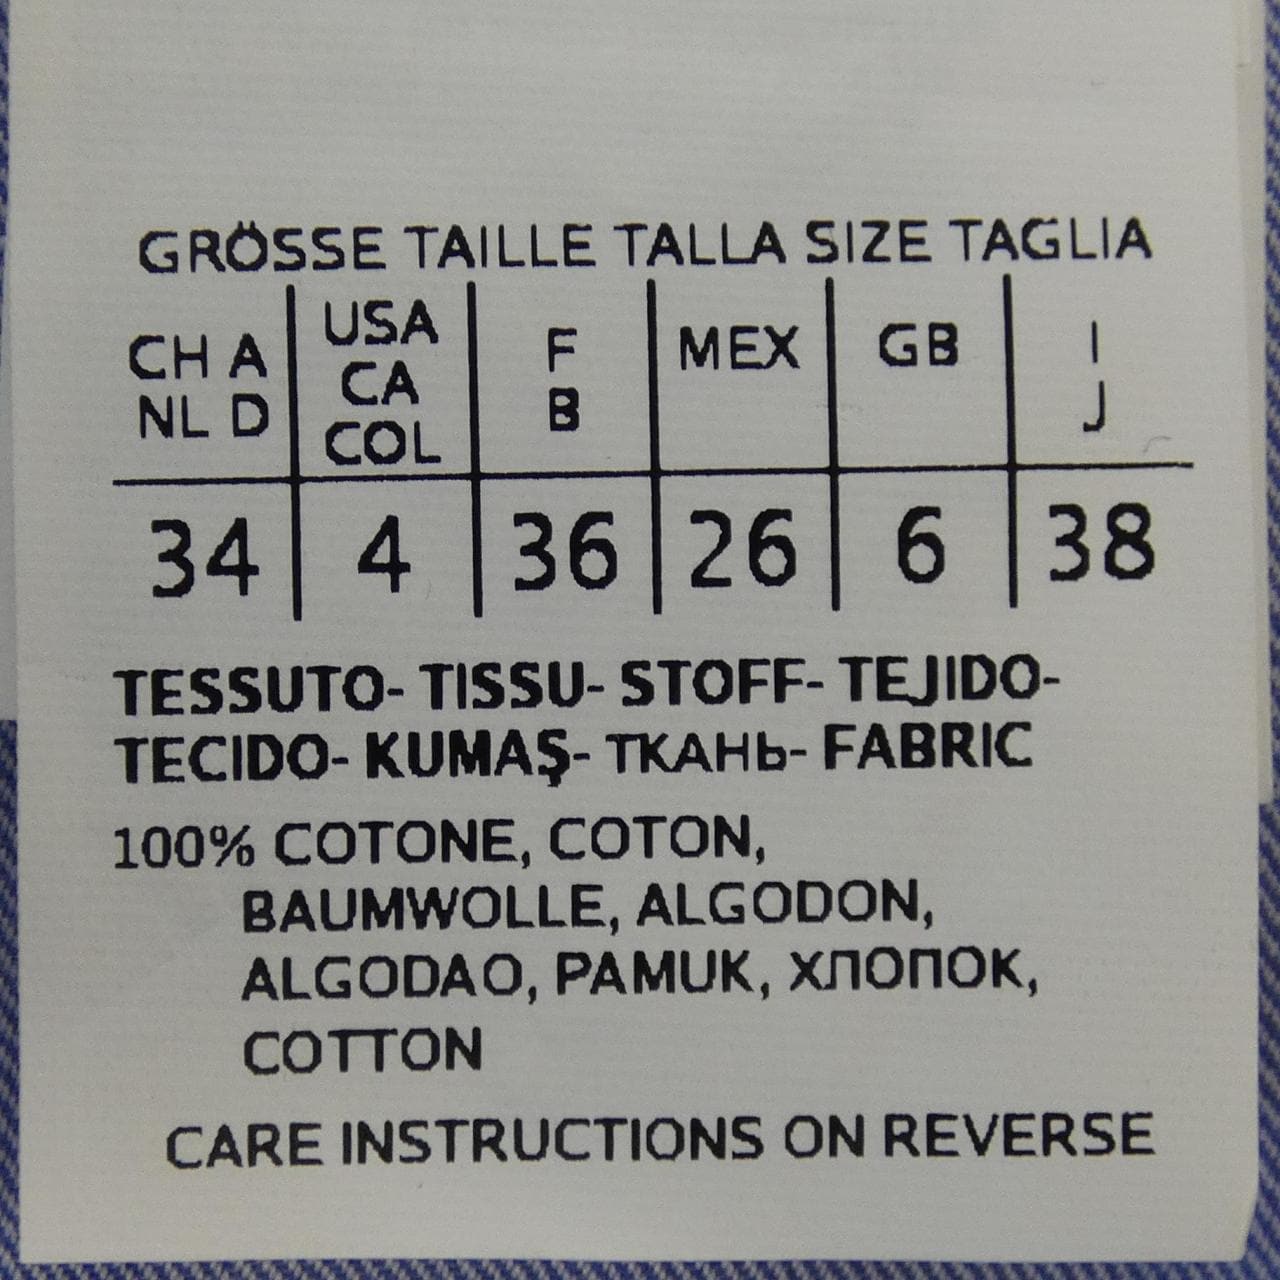 GRÖSSE TAILLE TALLA SIZE TAGLIA
CH A NL D | USA CA COL | F B | MEX | GB | I J
34 | 4 | 36 | 26 | 6 | 38
TESSUTO- TISSU- STOFF- TEJIDO-
TECIDO- KUMAŞ- ТКАНЬ- FABRIC
100% COTONE, COTON,
BAUMWOLLE, ALGODON,
ALGODAO, PAMUK, ХЛОПОК,
COTTON
CARE INSTRUCTIONS ON REVERSE